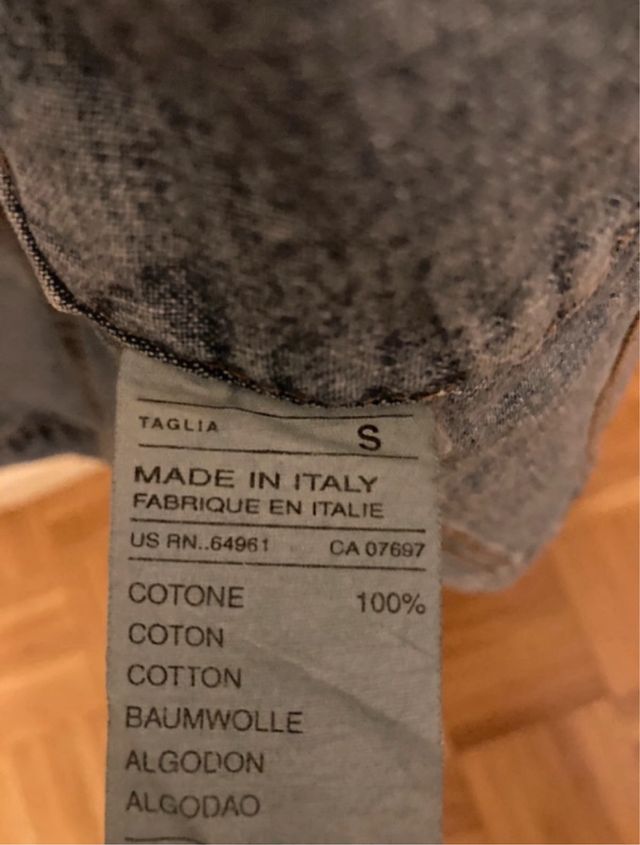 TAGLIA S
MADE IN ITALY
FABRIQUE EN ITALIE
US RN..64961 CA 07697
COTONE 100%
COTON
COTTON
BAUMWOLLE
ALGODON
ALGODAO